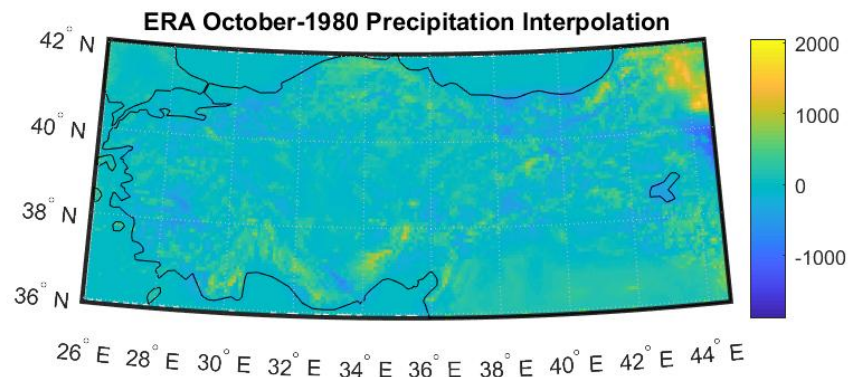 ERA October-1980 Precipitation Interpolation
42° N
40° N
38° N
36° N
26° E 28° E 30° E 32° E 34° E 36° E 38° E 40° E 42° E 44° E
2000
1000
0
-1000